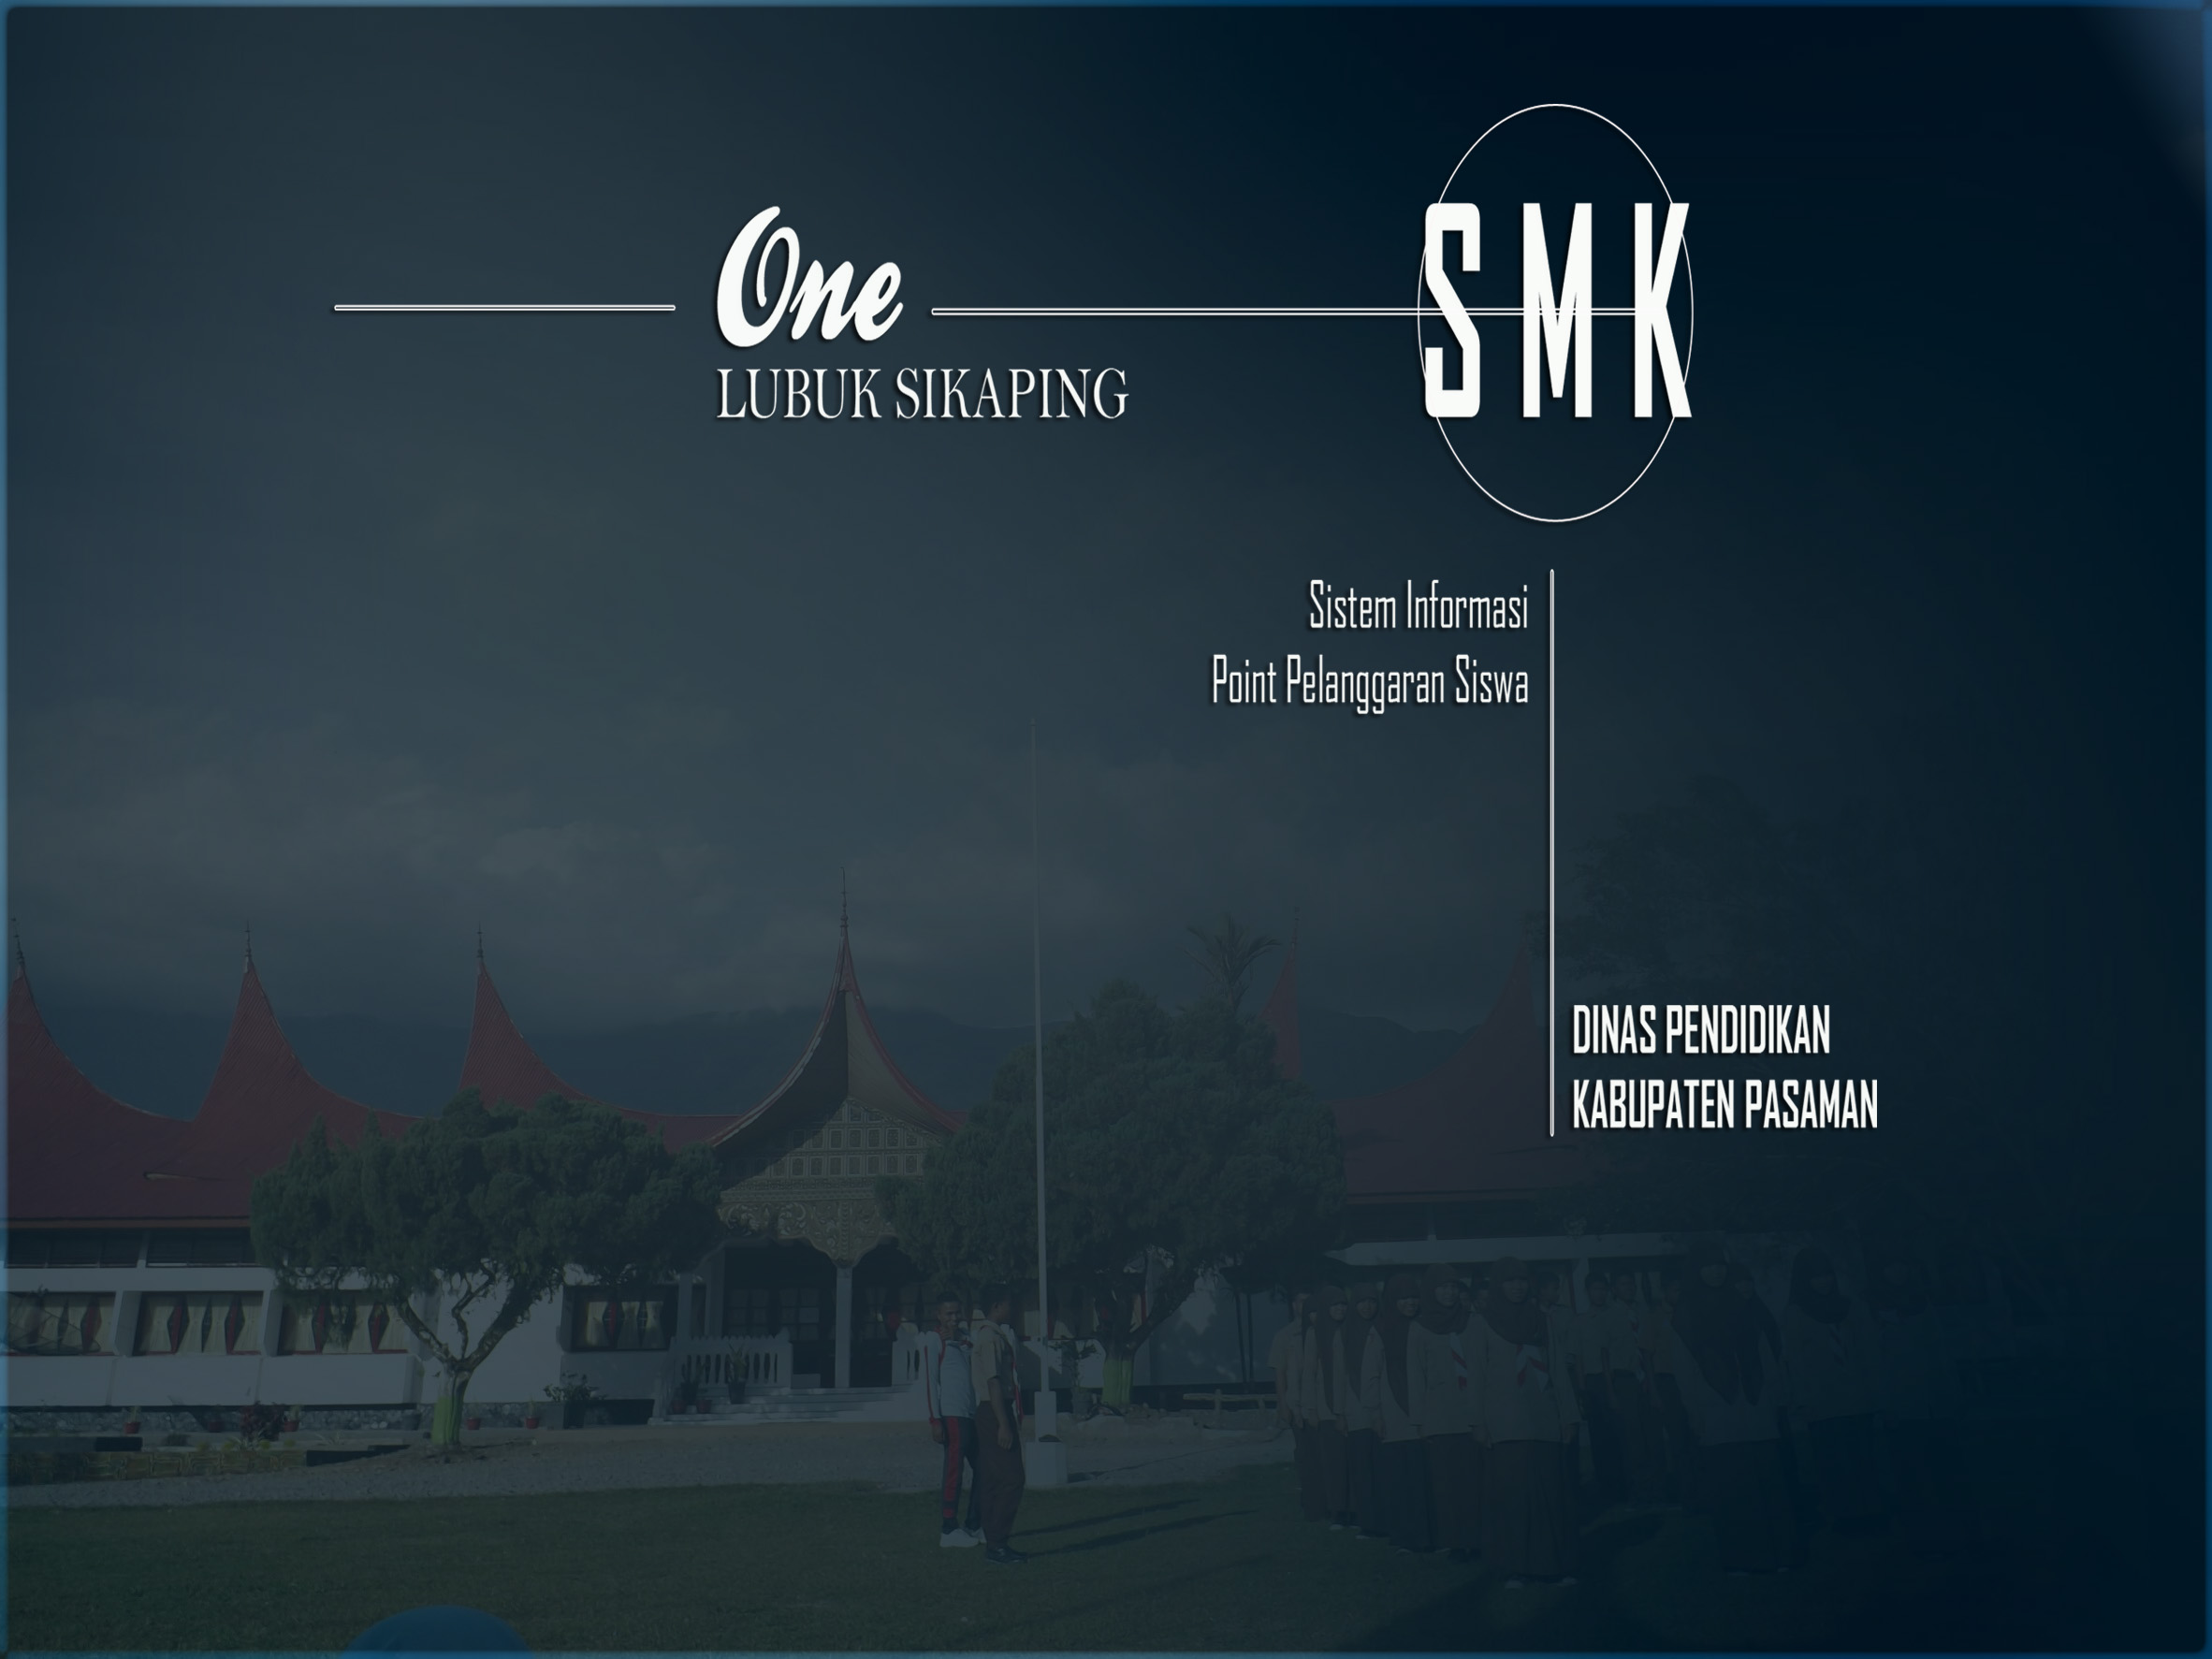 One
LUBUK SIKAPING
SMK
Sistem Informasi
Point Pelanggaran Siswa
DINAS PENDIDIKAN
KABUPATEN PASAMAN